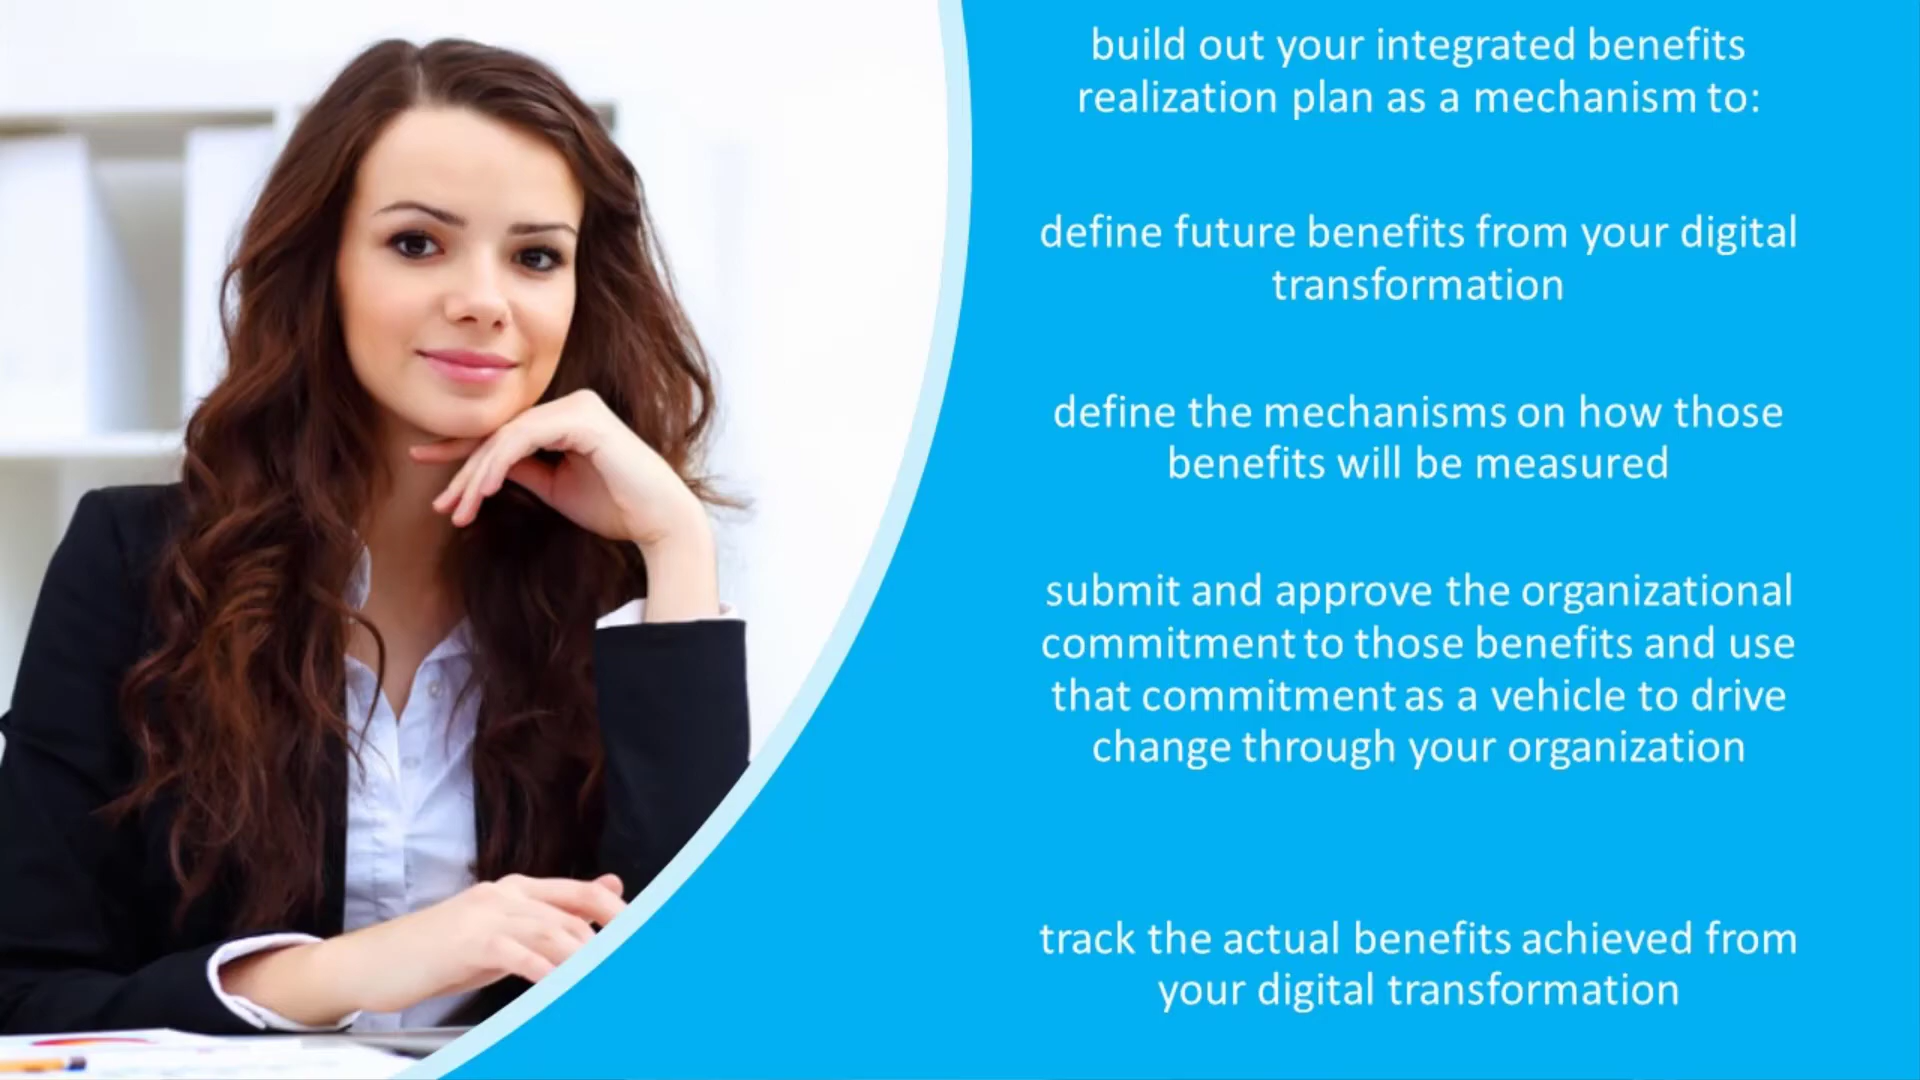 build out your integrated benefits
realization plan as a mechanism to:
define future benefits from your digital
transformation
define the mechanisms on how those
benefits will be measured
submit and approve the organizational
commitment to those benefits and use
that commitment as a vehicle to drive
change through your organization
track the actual benefits achieved from
your digital transformation